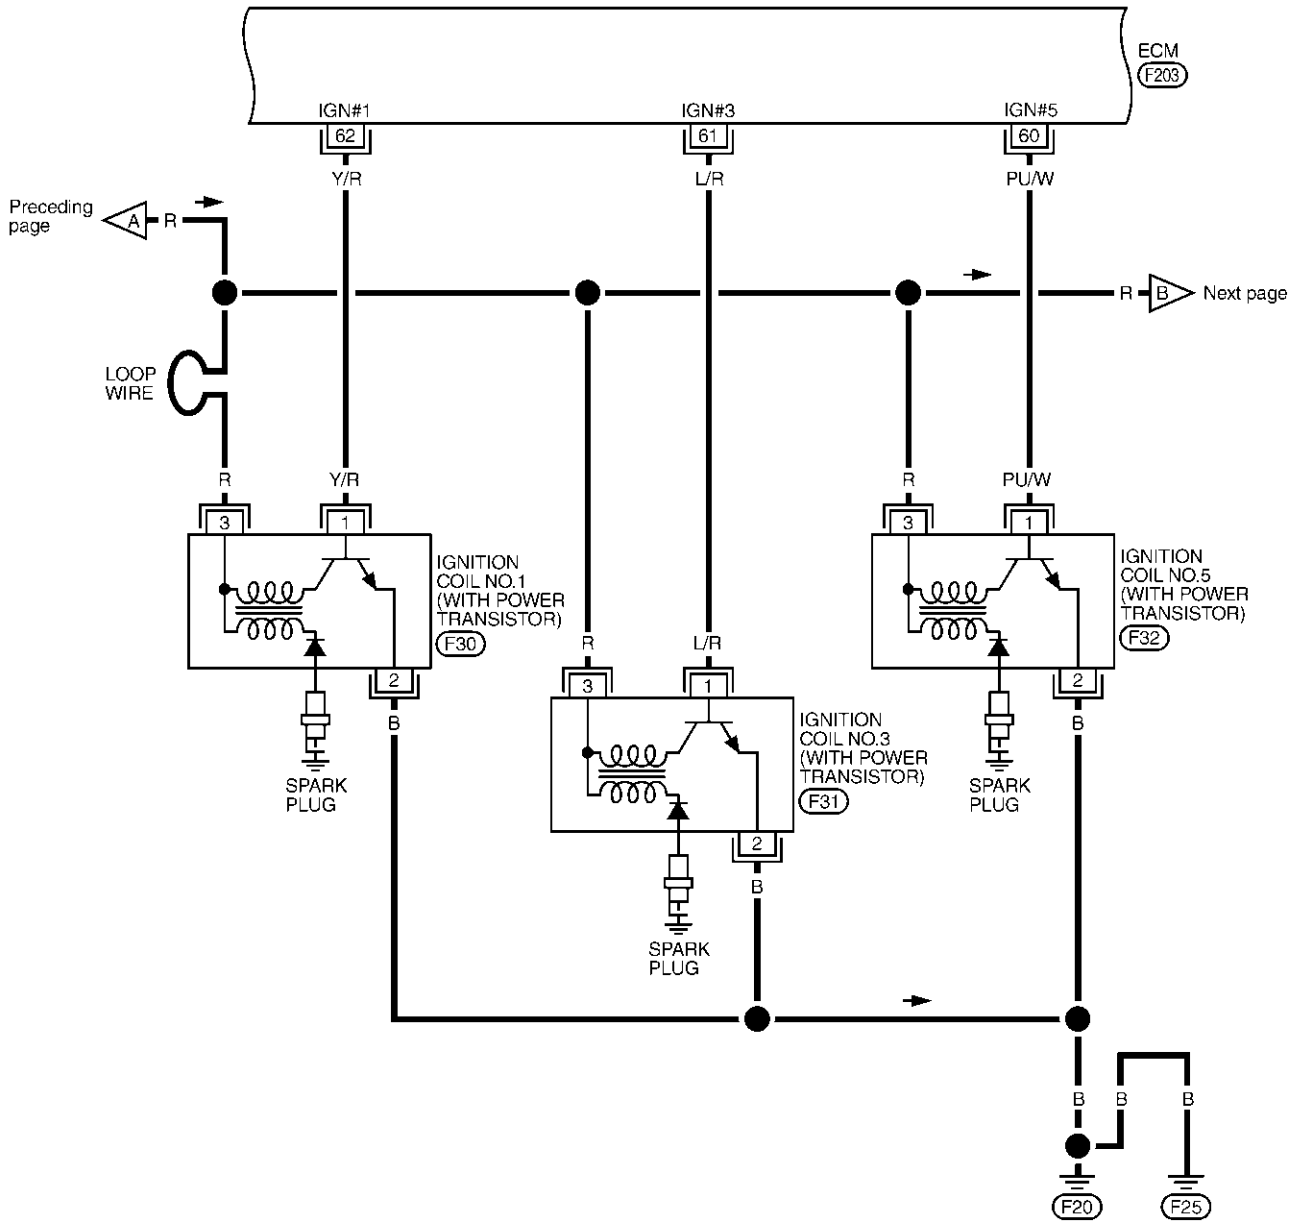 ECM
F203
IGN#1
IGN#3
IGN#5
62
61
60
Y/R
L/R
PU/W
Preceding
page
A
R
R
B
Next page
LOOP
WIRE
R
Y/R
R
PU/W
3
1
3
1
IGNITION
COIL NO.1
(WITH POWER
TRANSISTOR)
F30
IGNITION
COIL NO.5
(WITH POWER
TRANSISTOR)
F32
R
L/R
2
3
1
2
B
B
IGNITION
COIL NO.3
(WITH POWER
TRANSISTOR)
F31
SPARK
PLUG
SPARK
PLUG
2
B
SPARK
PLUG
B
B
B
F20
F25